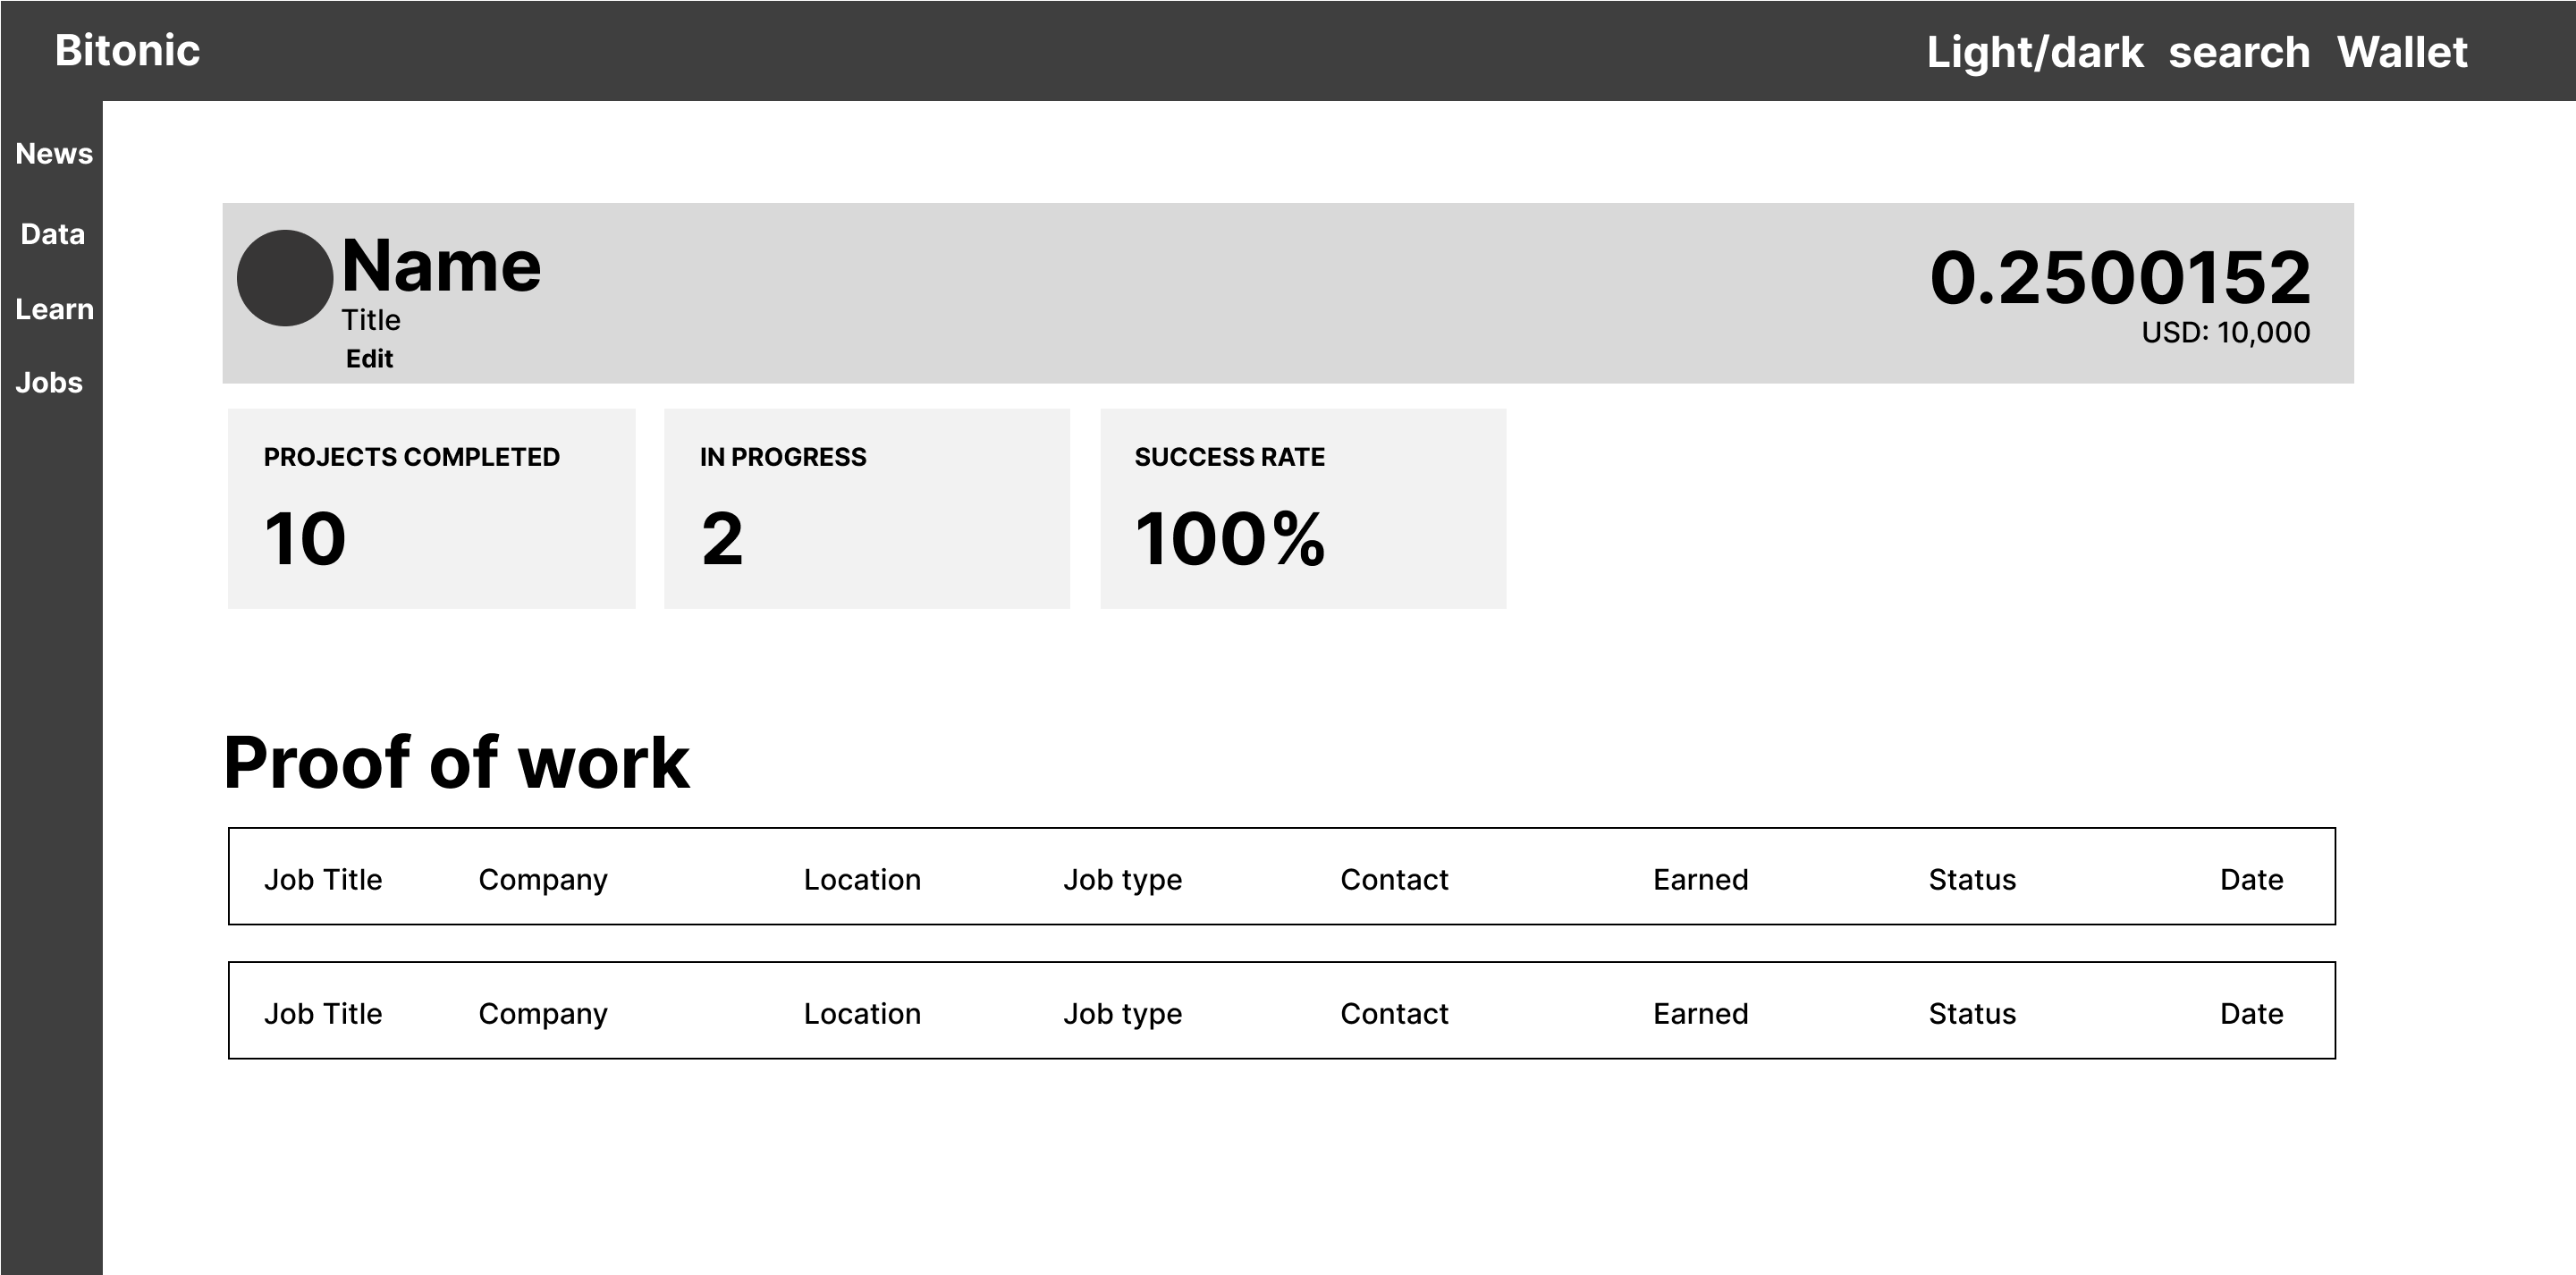 Bitonic
Light/dark search Wallet
News
Data
Learn
Jobs
Name
Title
Edit
0.2500152
USD: 10,000
PROJECTS COMPLETED
10
IN PROGRESS
2
SUCCESS RATE
100%
Proof of work
Job Title Company Location Job type Contact Earned Status Date
Job Title Company Location Job type Contact Earned Status Date